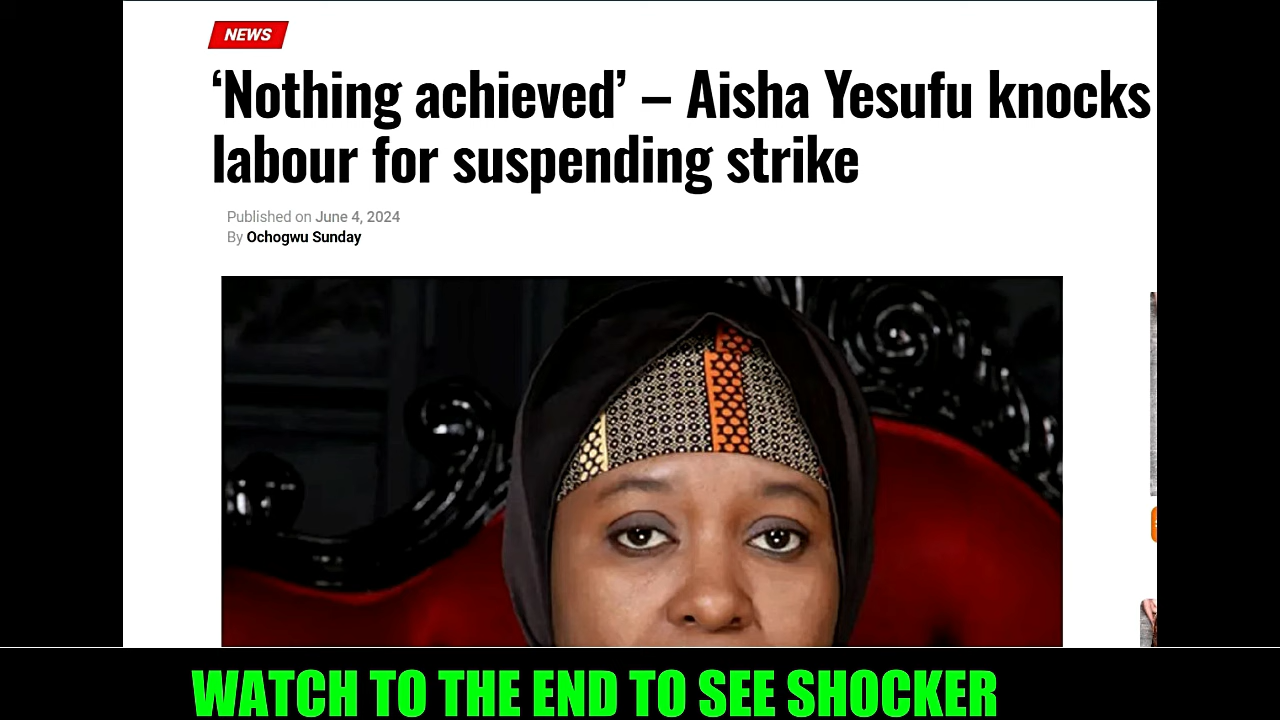 NEWS
‘Nothing achieved’ – Aisha Yesufu knocks
labour for suspending strike
Published on June 4, 2024
By Ochogwu Sunday
WATCH TO THE END TO SEE SHOCKER